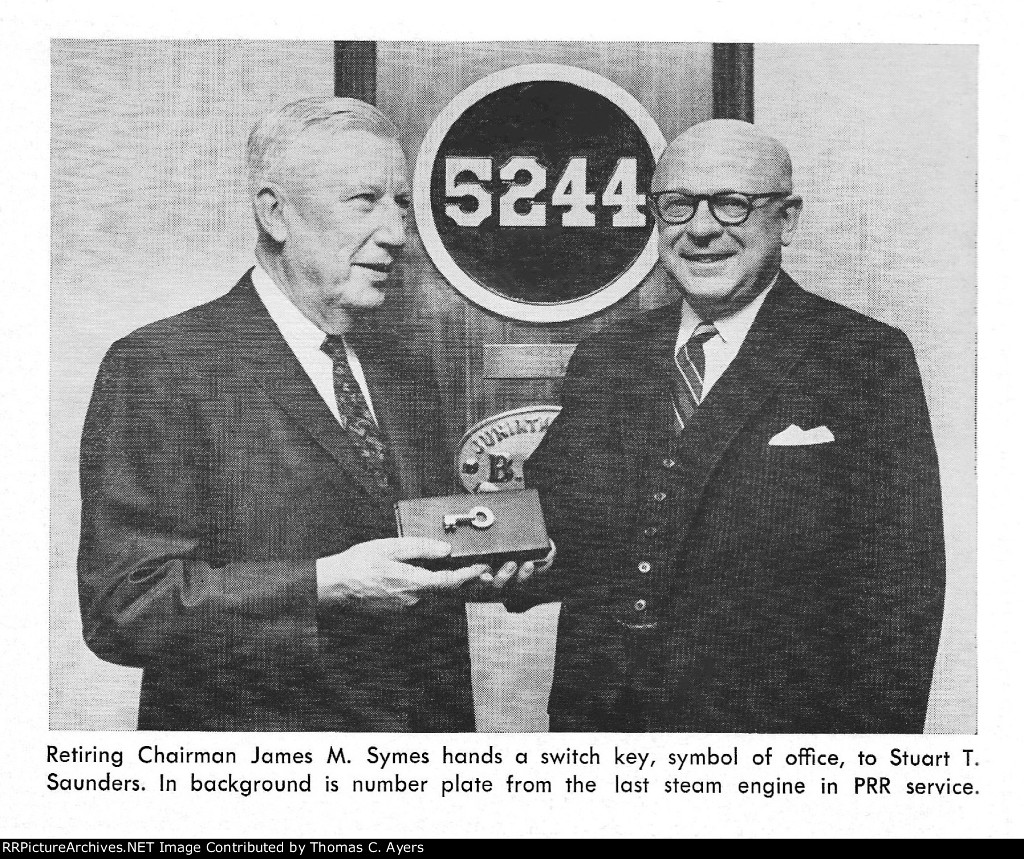 5244
JUNIATA
B.
Retiring Chairman James M. Symes hands a switch key, symbol of office, to Stuart T.
Saunders. In background is number plate from the last steam engine in PRR service.
RRPictureArchives.NET Image Contributed by Thomas C. Ayers